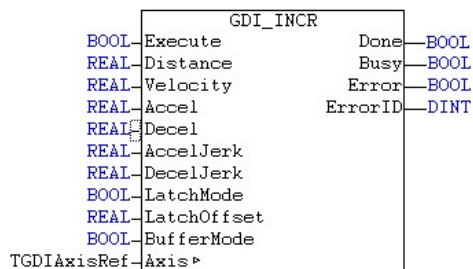 GDI_INCR
BOOL Execute Done BOOL
REAL Distance Busy BOOL
REAL Velocity Error BOOL
REAL Accel ErrorID DINT
REAL Decel
REAL AccelJerk
REAL DecelJerk
BOOL LatchMode
REAL LatchOffset
BOOL BufferMode
TGDIAxisRef Axis